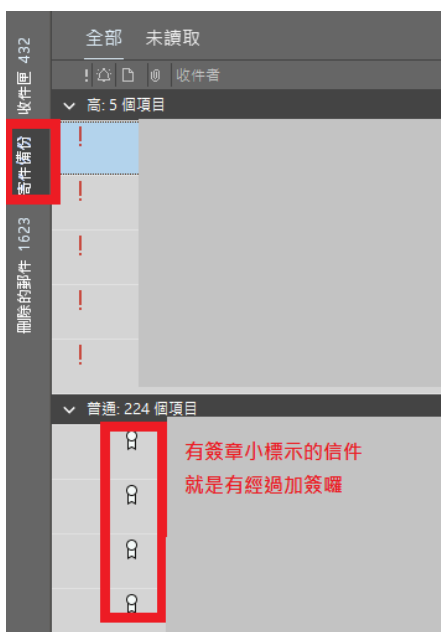 全部 未讀取
! 收件者
高: 5 個項目
!
!
!
!
!
普通: 224 個項目
有簽章小標示的信件
就是有經過加簽囉
收件匣 432
寄件備份
刪除的郵件 1623